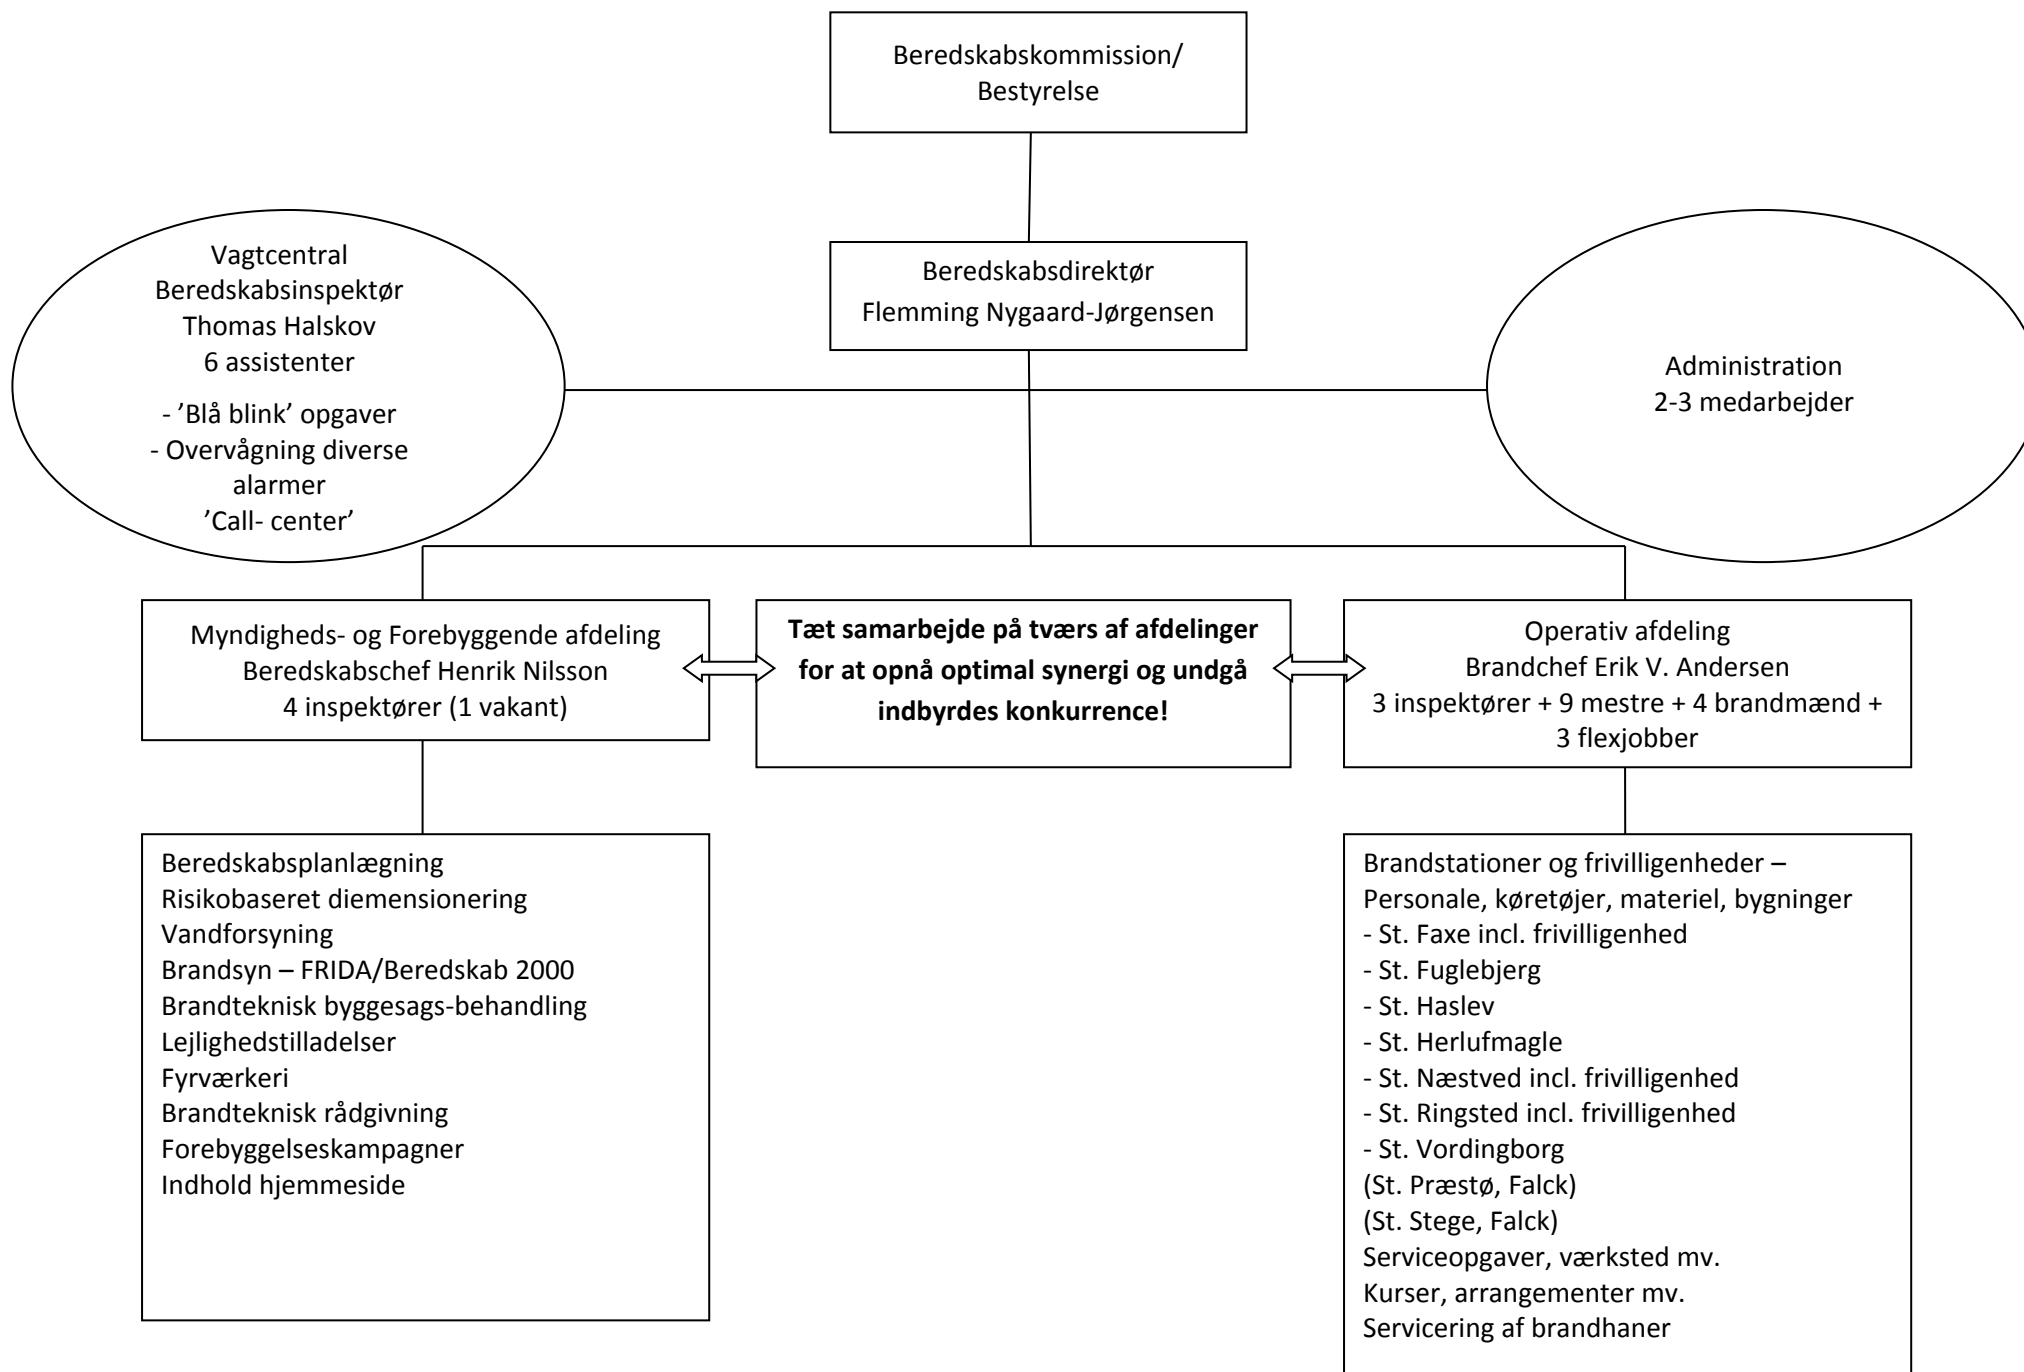 Beredskabskommission/
Bestyrelse
Vagtcentral
Beredskabsinspektør
Thomas Halskov
6 assistenter
- ’Blå blink’ opgaver
- Overvågning diverse
alarmer
’Call- center’
Beredskabsdirektør
Flemming Nygaard-Jørgensen
Administration
2-3 medarbejder
Myndigheds- og Forebyggende afdeling
Beredskabschef Henrik Nilsson
4 inspektører (1 vakant)
Tæt samarbejde på tværs af afdelinger
for at opnå optimal synergi og undgå
indbyrdes konkurrence!
Operativ afdeling
Brandchef Erik V. Andersen
3 inspektører + 9 mestre + 4 brandmænd +
3 flexjobber
Beredskabsplanlægning
Risikobaseret diemensionering
Vandforsyning
Brandsyn – FRIDA/Beredskab 2000
Brandteknisk byggesags-behandling
Lejlighedstilladelser
Fyrværkeri
Brandteknisk rådgivning
Forebyggelseskampagner
Indhold hjemmeside
Brandstationer og frivilligenheder –
Personale, køretøjer, materiel, bygninger
- St. Faxe incl. frivilligenhed
- St. Fuglebjerg
- St. Haslev
- St. Herlufmagle
- St. Næstved incl. frivilligenhed
- St. Ringsted incl. frivilligenhed
- St. Vordingborg
(St. Præstø, Falck)
(St. Stege, Falck)
Serviceopgaver, værksted mv.
Kurser, arrangementer mv.
Servicering af brandhaner